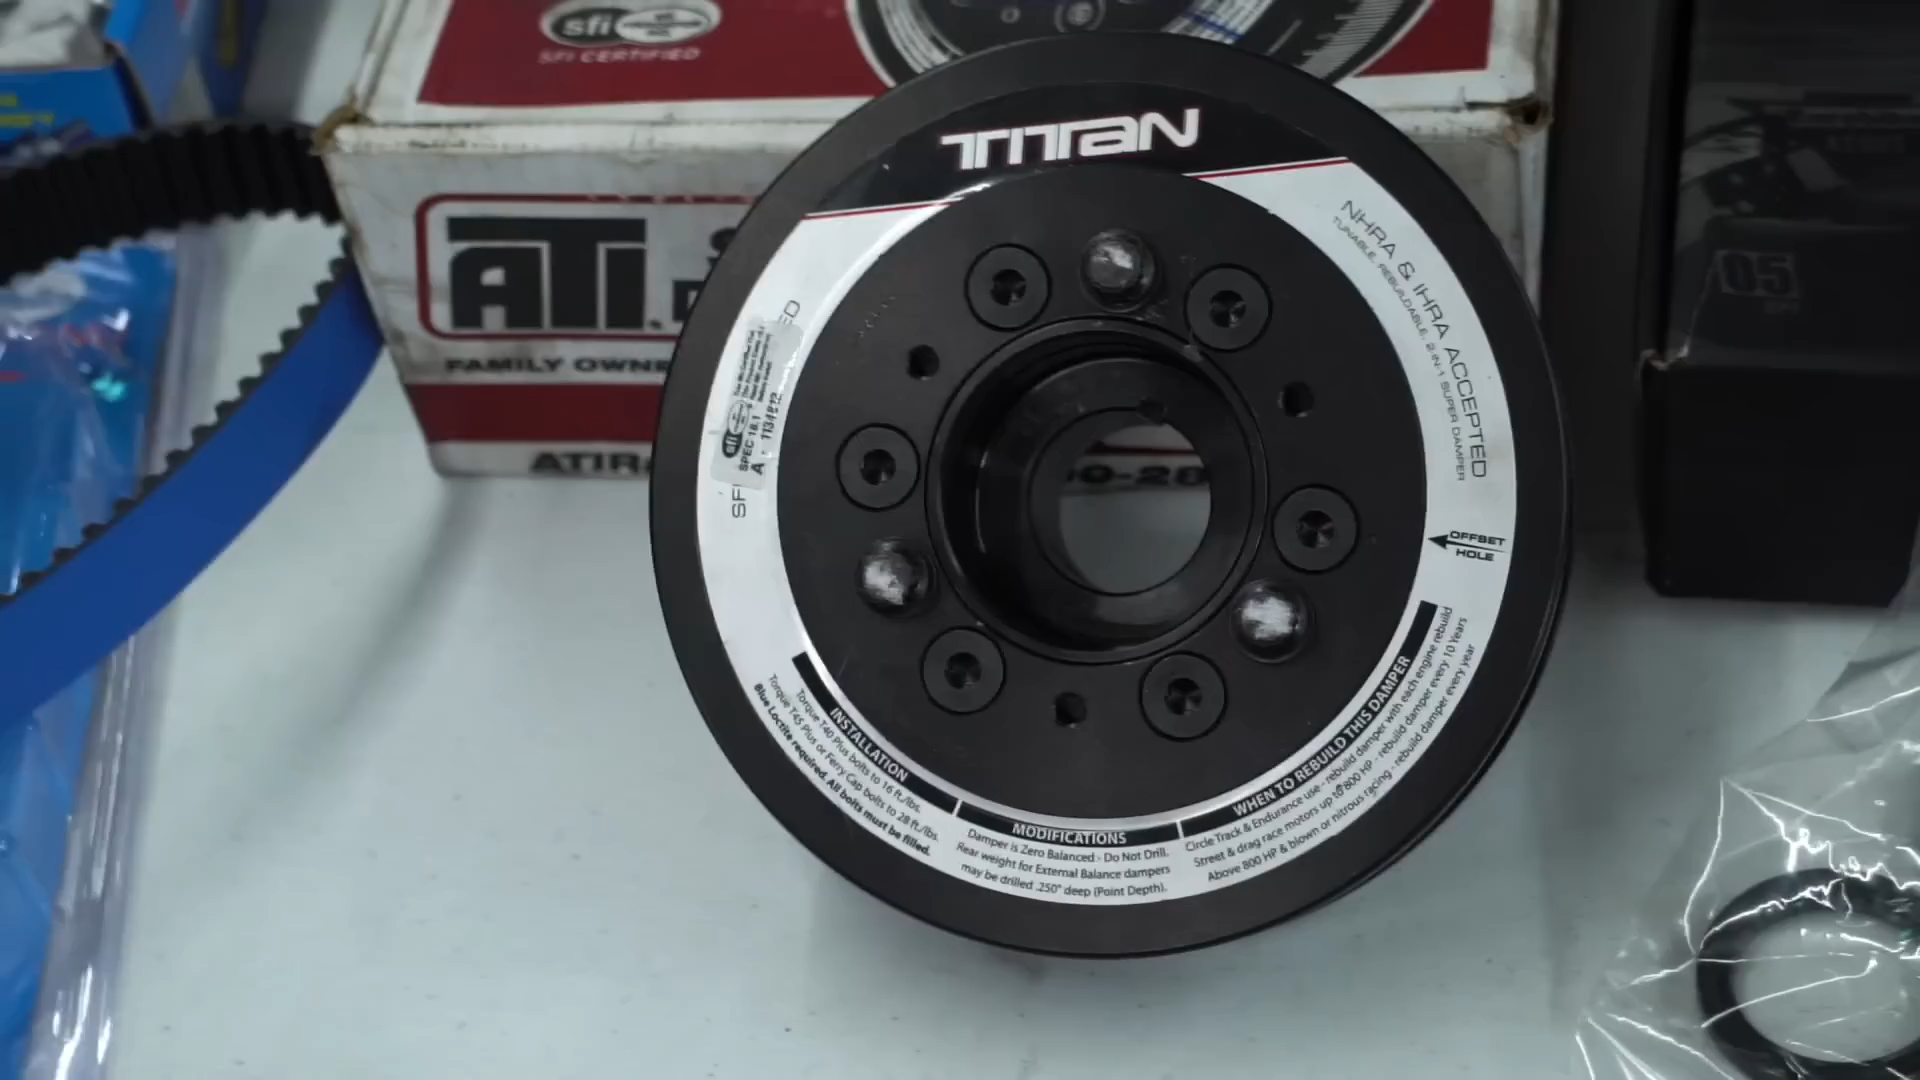 sfi
SFI CERTIFIED
TITAN
ATI.
FAMILY OWNE
NHRA & IHRA ACCEPTED
TUNABLE, REBUILDABLE, 2-IN-1 SUPER DAMPER
sfi
SPEC 18.1
OFFSET
HOLE
INSTALLATION
Torque T40 Plus bolts to 16 ft./lbs.
Torque T45 Plus or Ferry Cap bolts to 28 ft./lbs.
Blue Loctite required. All bolts must be filled.
MODIFICATIONS
Damper is Zero Balanced - Do Not Drill.
Rear weight for External Balance dampers
may be drilled .250" deep (Point Depth).
WHEN TO REBUILD THIS DAMPER
Circle Track & Endurance use - rebuild damper with each engine rebuild
Street & drag race motors up to 800 HP - rebuild damper every 10 Years
Above 800 HP & blown or nitrous racing - rebuild damper every year
05